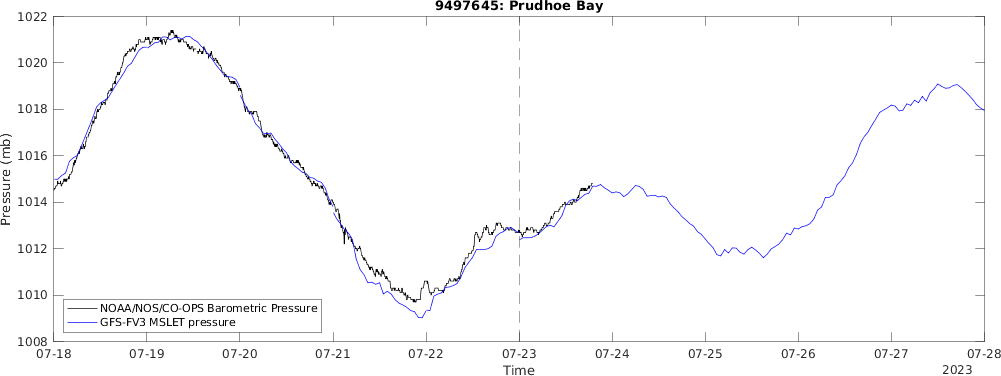 9497645: Prudhoe Bay
1022
1020
1018
1016
1014
1012
1010
1008
Pressure (mb)
NOAA/NOS/CO-OPS Barometric Pressure
GFS-FV3 MSLET pressure
07-18 07-19 07-20 07-21 07-22 07-23 07-24 07-25 07-26 07-27 07-28
Time
2023